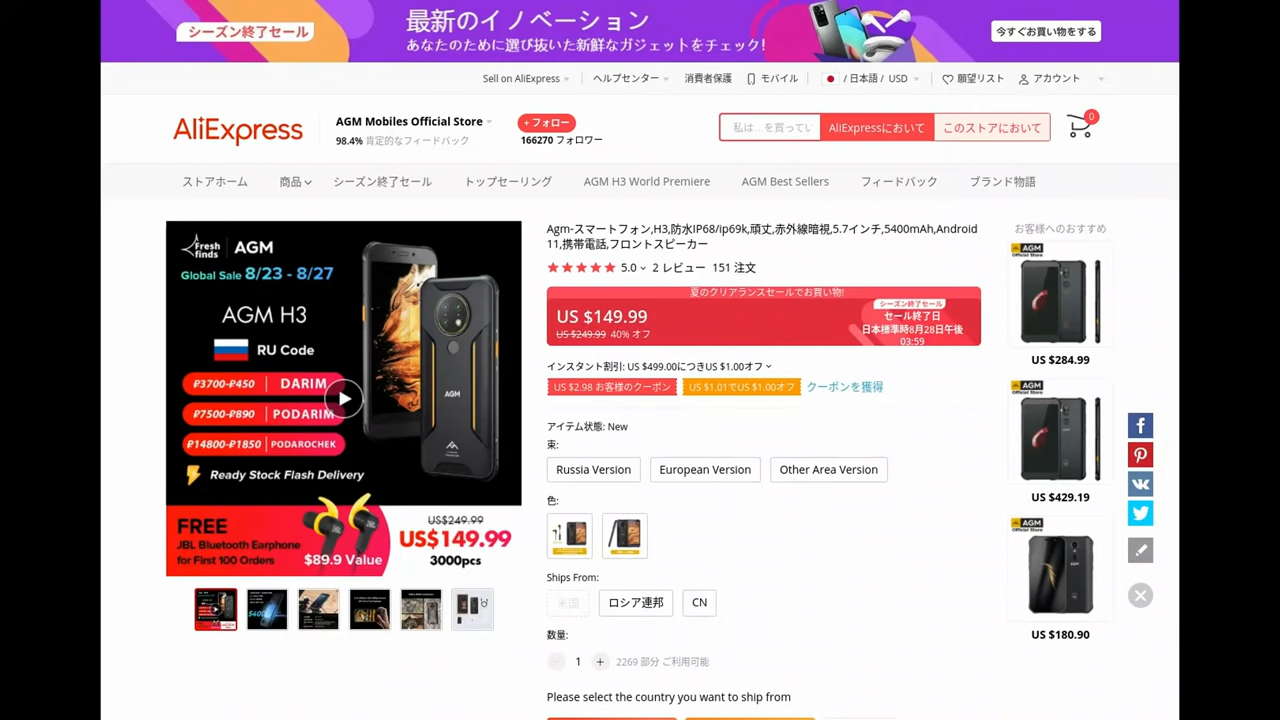 シーズン終了セール
最新のイノベーション
あなたのために選び抜いた新鮮なガジェットをチェック!
今すぐお買い物をする
Sell on AliExpress
ヘルプセンター
消費者保護
モバイル
/ 日本語 / USD
願望リスト
アカウント
AliExpress
AGM Mobiles Official Store
98.4% 肯定的なフィードバック
+ フォロー
166270 フォロワー
私は...を買ってい
AliExpressにおいて
このストアにおいて
0
ストアホーム
商品
シーズン終了セール
トップセーリング
AGM H3 World Premiere
AGM Best Sellers
フィードバック
ブランド物語
Fresh finds
AGM
Global Sale 8/23 - 8/27
AGM H3
RU Code
₽3700-₽450 DARIM
₽7500-₽890 PODARIM
₽14800-₽1850 PODAROCHEK
Ready Stock Flash Delivery
AGM
FREE
JBL Bluetooth Earphone
for First 100 Orders
$89.9 Value
US$249.99
US$149.99
3000pcs
Agm-スマートフォン,H3,防水IP68/ip69k,頑丈,赤外線暗視,5.7インチ,5400mAh,Android
11,携帯電話,フロントスピーカー
5.0 2 レビュー 151 注文
夏のクリアランスセールでお買い物!
US $149.99
US $249.99 40% オフ
シーズン終了セール
セール終了日
日本標準時8月28日午後
03:59
インスタント割引: US $499.00につきUS $1.00オフ
US $2.98 お客様のクーポン
US $1.01でUS $1.00オフ
クーポンを獲得
アイテム状態: New
束:
Russia Version
European Version
Other Area Version
色:
Ships From:
米国
ロシア連邦
CN
数量:
1
+
2269 部分 ご利用可能
Please select the country you want to ship from
お客様へのおすすめ
AGM
Official Store
US $284.99
AGM
Official Store
US $429.19
AGM
Official Store
US $180.90